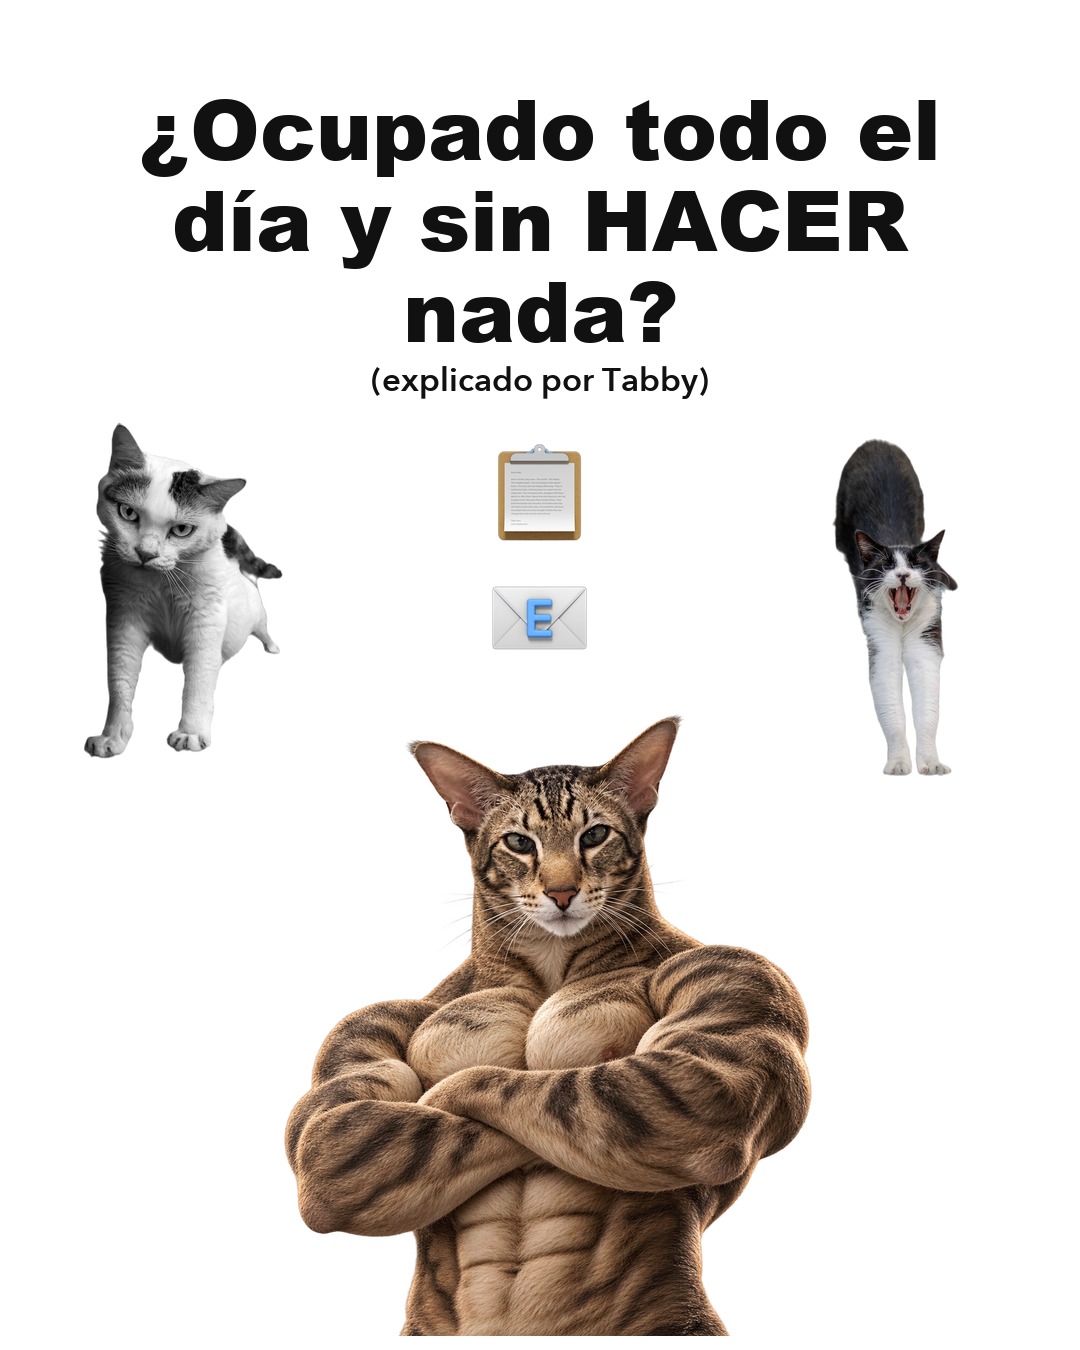 ¿Ocupado todo el
día y sin HACER
nada?
(explicado por Tabby)
E